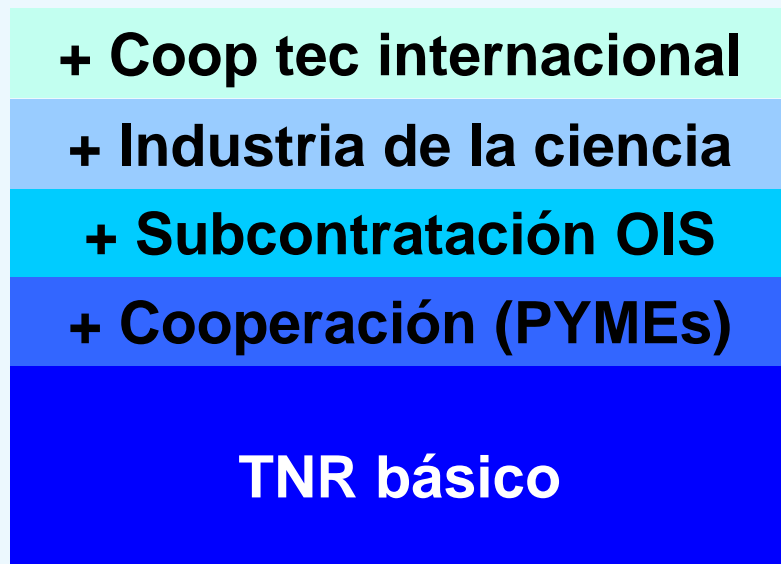 + Coop tec internacional
+ Industria de la ciencia
+ Subcontratación OIS
+ Cooperación (PYMEs)
TNR básico